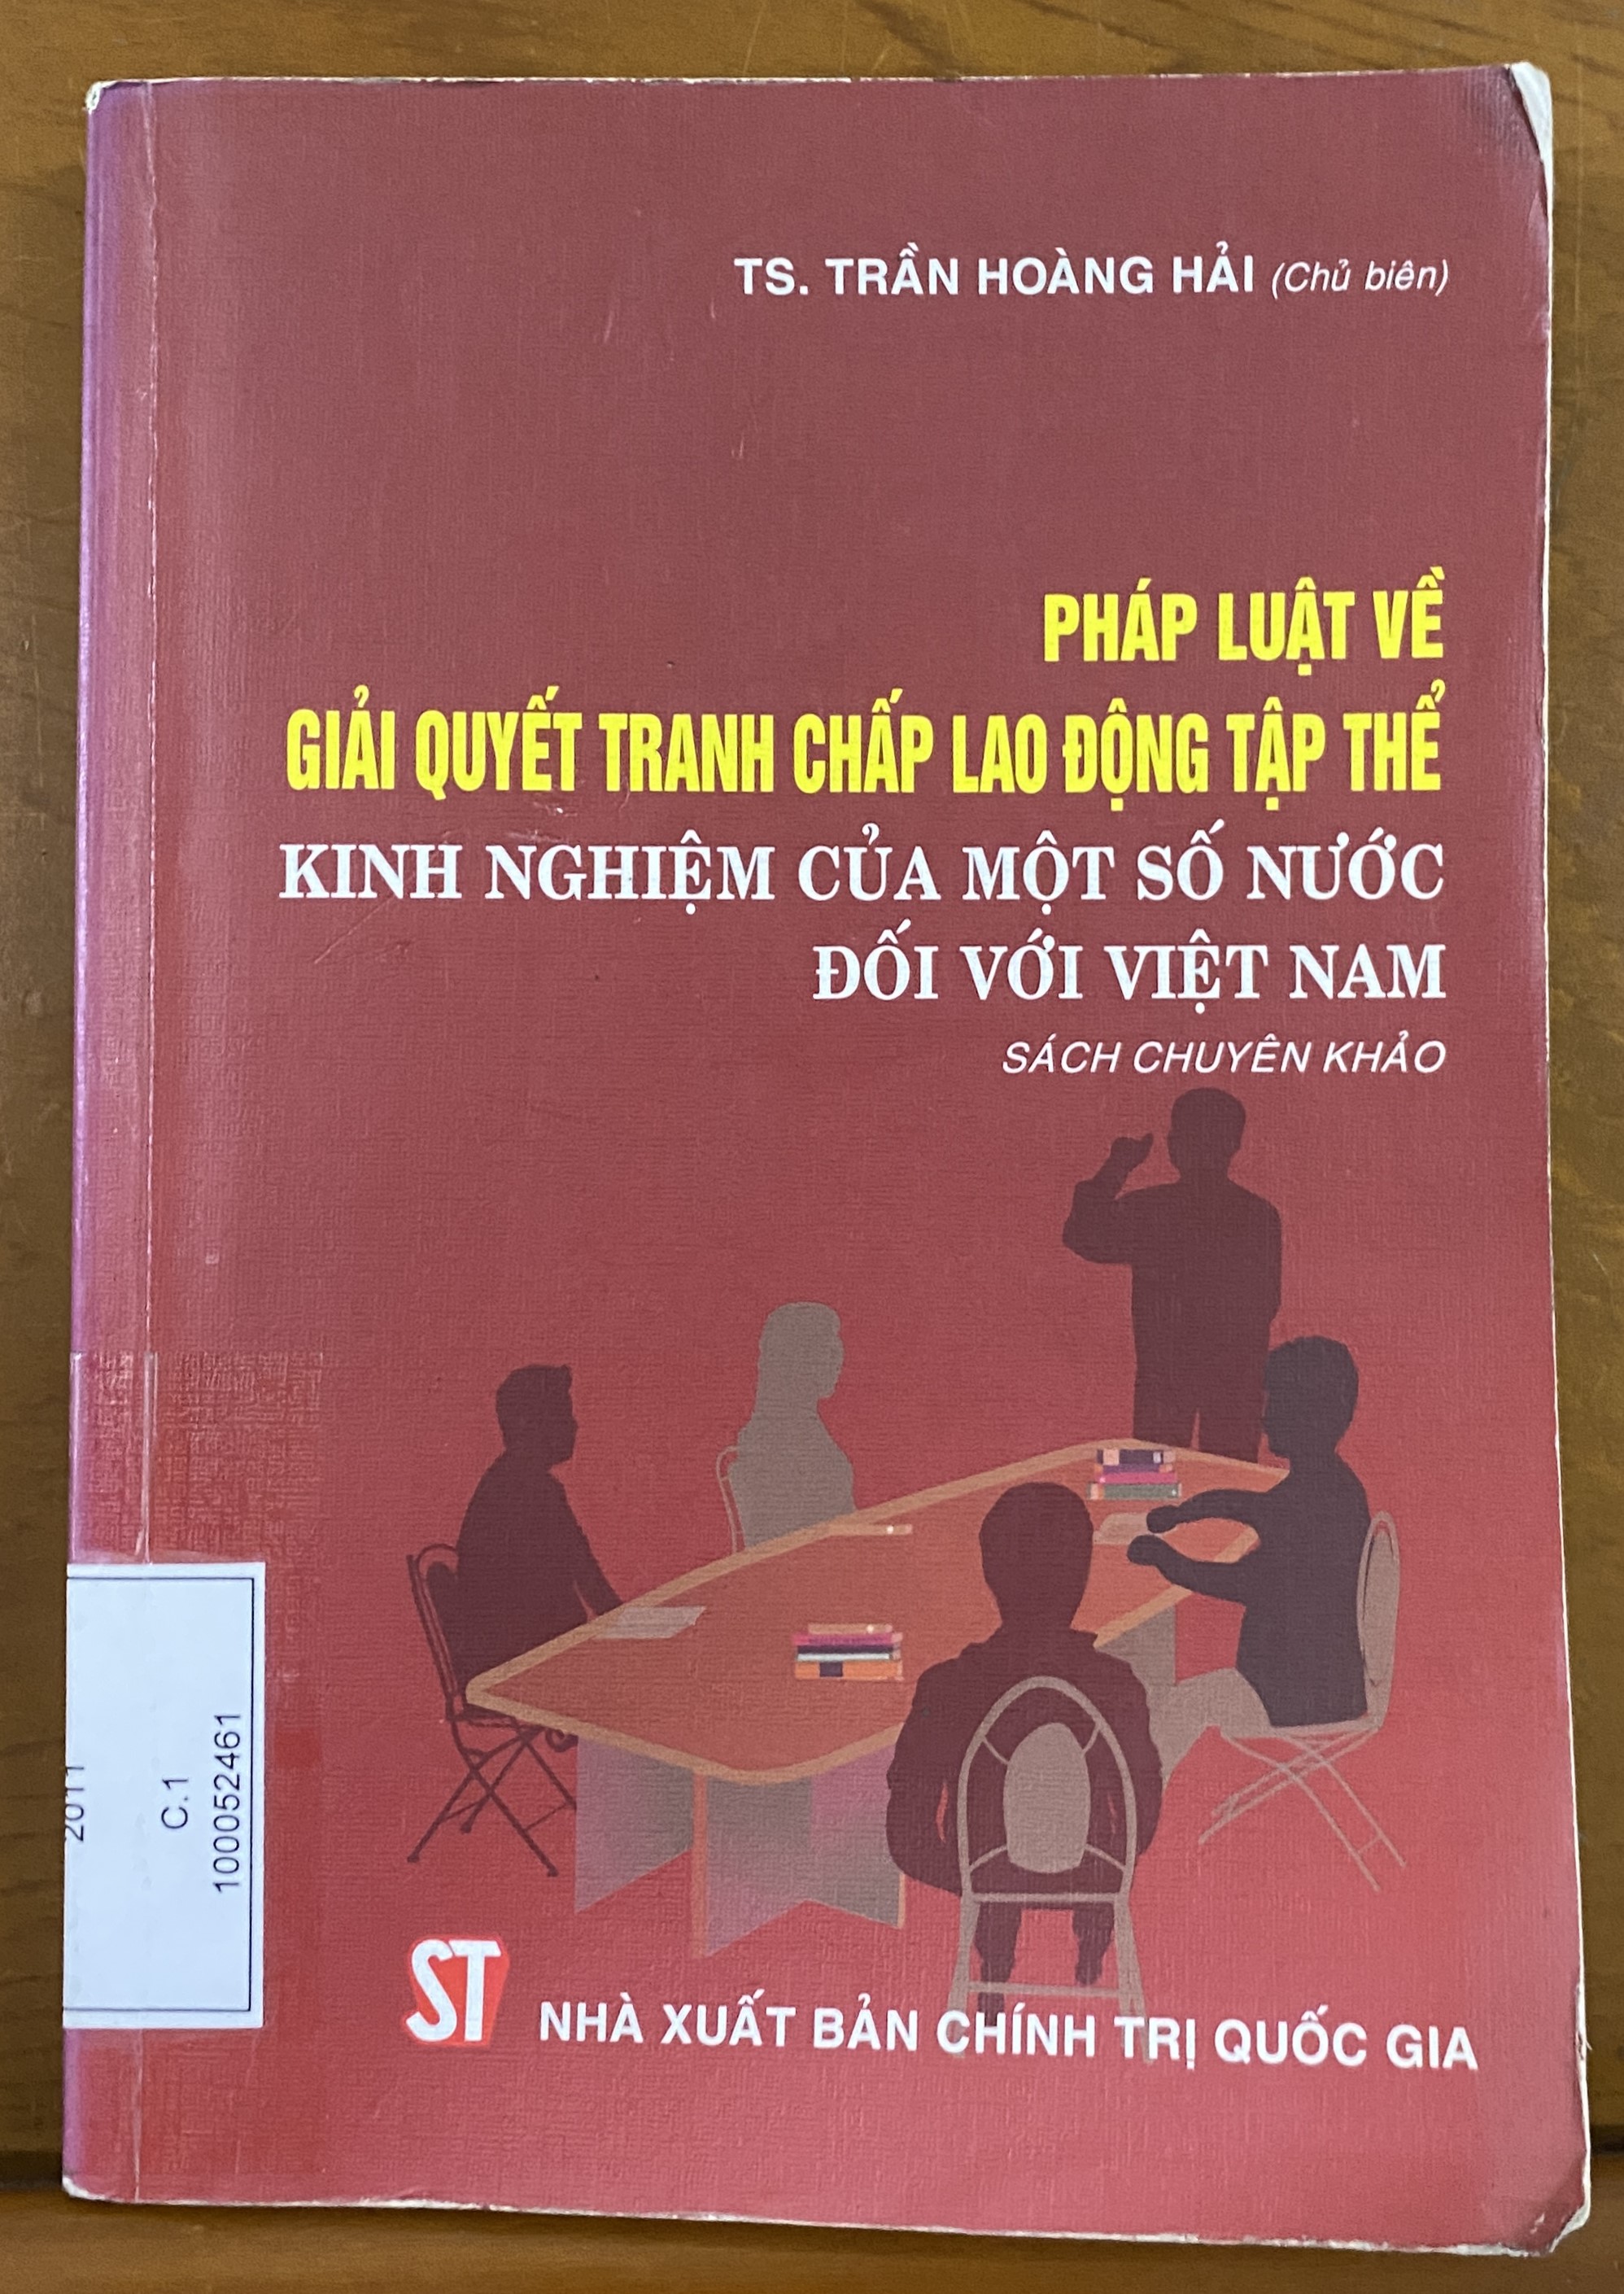 TS. TRẦN HOÀNG HẢI (Chủ biên)
PHÁP LUẬT VỀ
GIẢI QUYẾT TRANH CHẤP LAO ĐỘNG TẬP THỂ
KINH NGHIỆM CỦA MỘT SỐ NƯỚC
ĐỐI VỚI VIỆT NAM
SÁCH CHUYÊN KHẢO
2011
C.1
100052461
ST
NHÀ XUẤT BẢN CHÍNH TRỊ QUỐC GIA